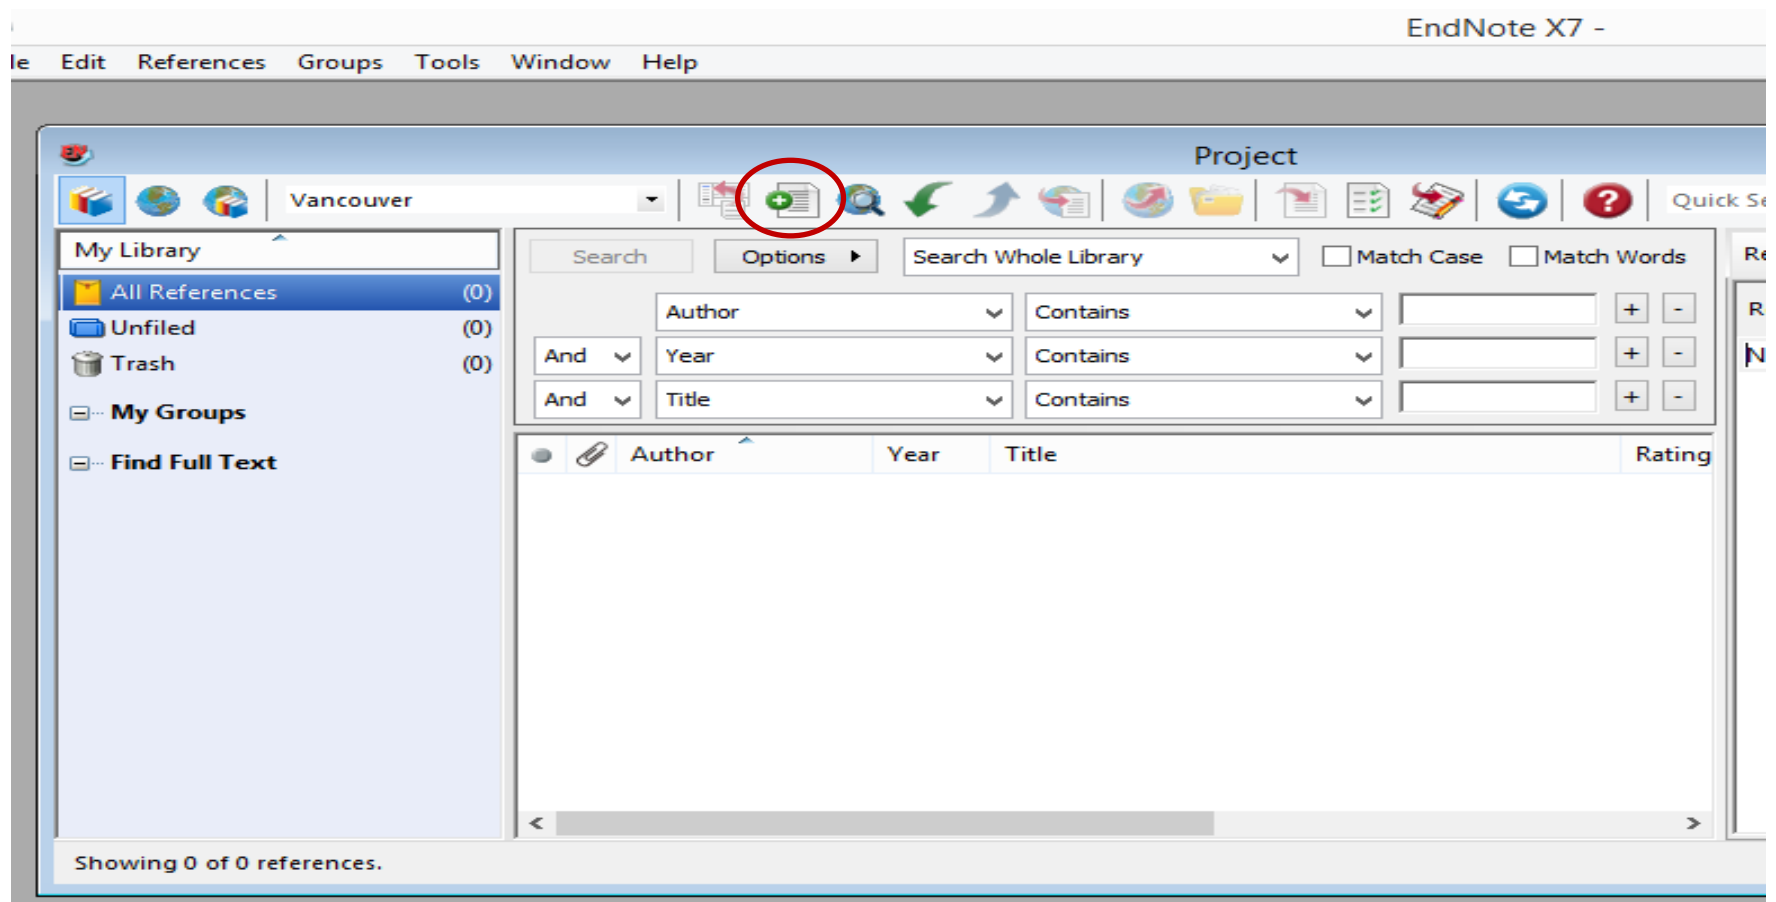 EndNote X7 -
le Edit References Groups Tools Window Help
Project
Vancouver
Quick Se
My Library
All References (0)
Unfiled (0)
Trash (0)
My Groups
Find Full Text
Search Options Search Whole Library Match Case Match Words
Author Contains + -
And Year Contains + -
And Title Contains + -
Author Year Title Rating
Re
R
N
Showing 0 of 0 references.